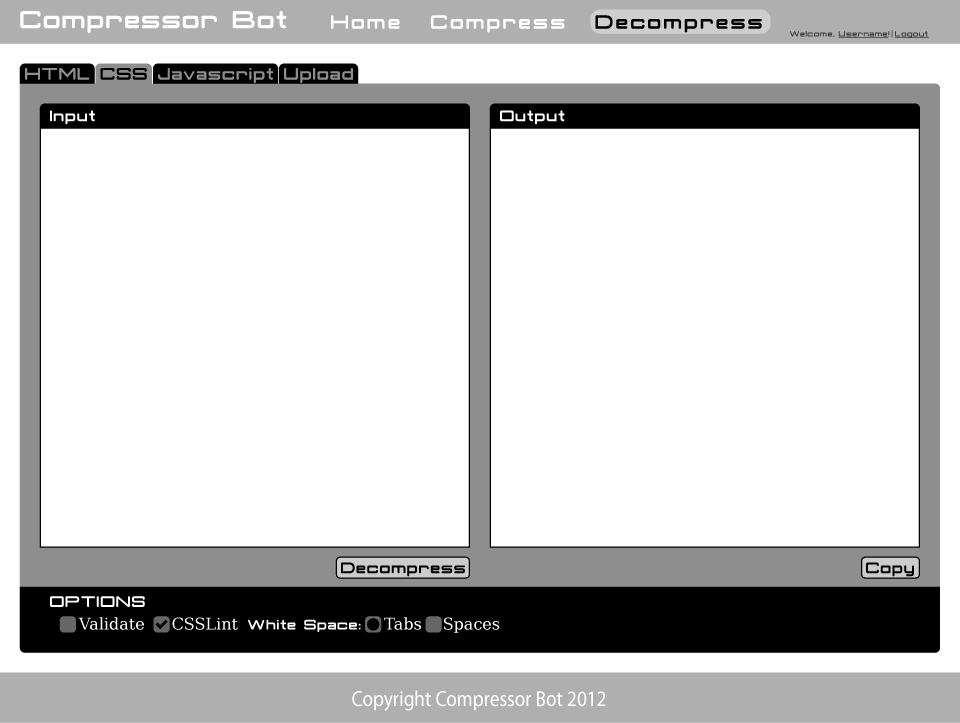 Compressor Bot Home Compress Decompress
Welcome, Username! | Logout
HTML CSS Javascript Upload
Input Output
Decompress Copy
OPTIONS
Validate CSSLint White Space: Tabs Spaces
Copyright Compressor Bot 2012